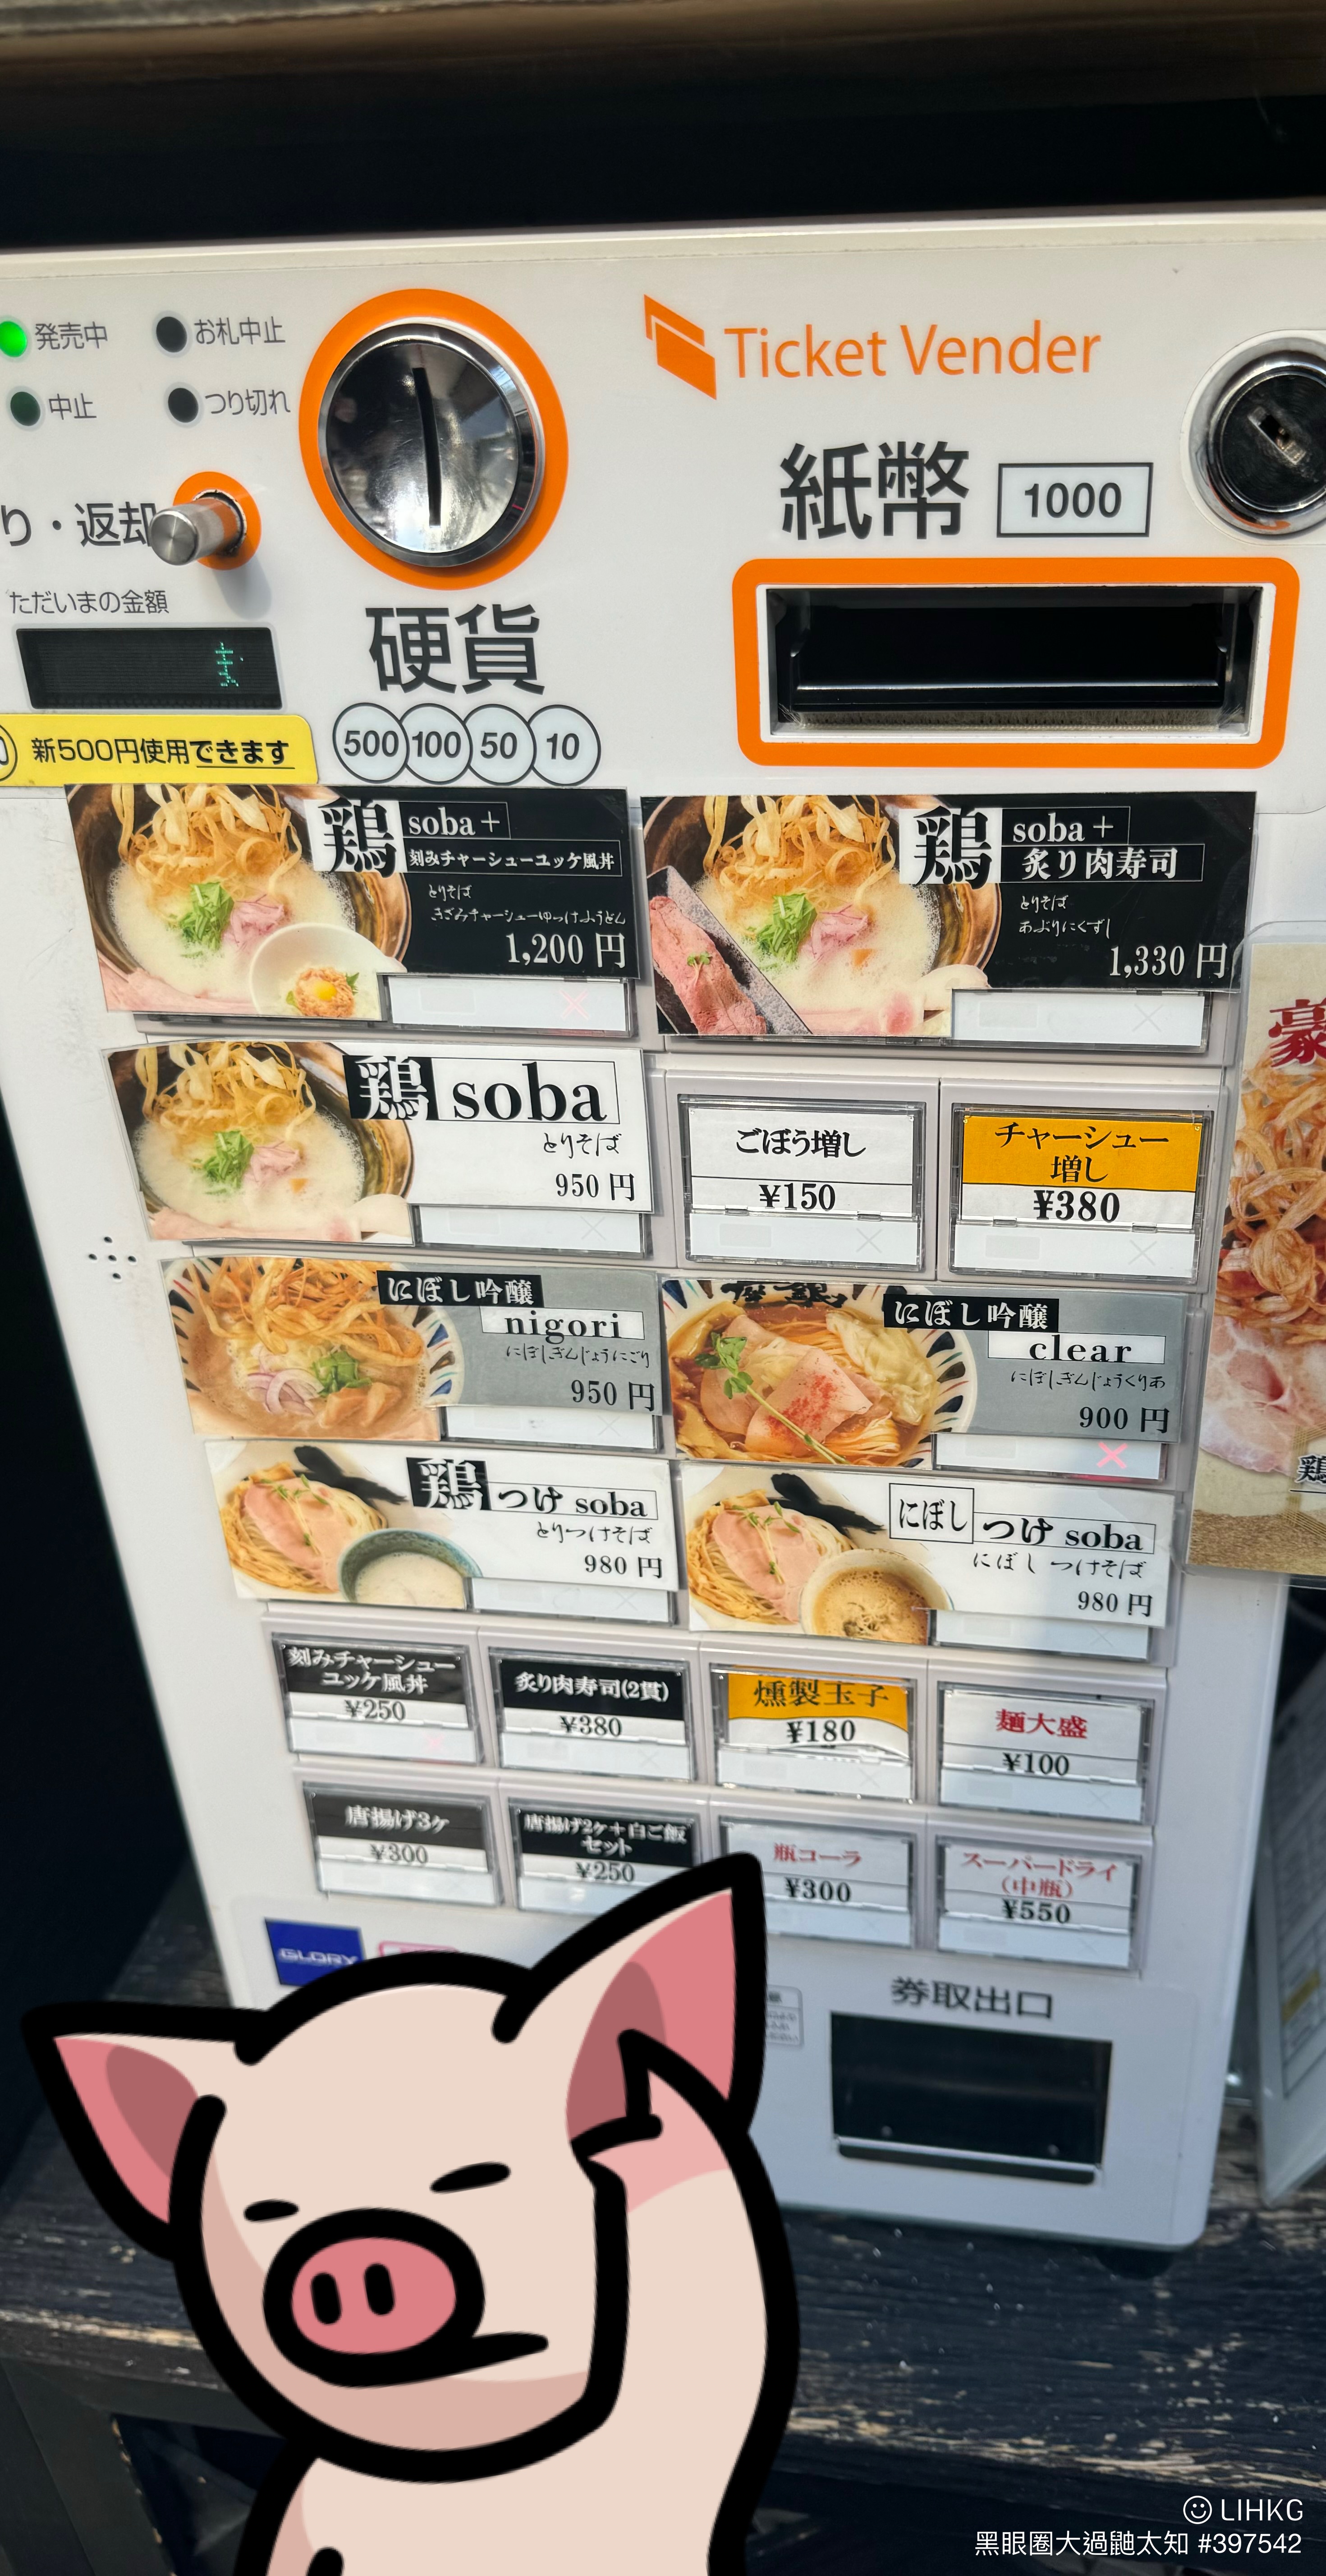 発売中
お札中止
中止
つり切れ
り・返却
ただいまの金額
新500円使用できます
硬貨
500 100 50 10
Ticket Vender
紙幣 1000
鶏 soba+
刻みチャーシューユッケ風丼
とりそば
きざみチャーシューゆっけふうどん
1,200 円
鶏 soba+
炙り肉寿司
とりそば
あぶりにくずし
1,330 円
鶏 soba
とりそば
950 円
ごぼう増し
¥150
チャーシュー
増し
¥380
にぼし吟醸
nigori
にぼしぎんじょうにごり
950 円
にぼし吟醸
clear
にぼしぎんじょうくりあ
900 円
鶏 つけ soba
とりつけそば
980 円
にぼし つけ soba
にぼし つけそば
980 円
刻みチャーシュー
ユッケ風丼
¥250
炙り肉寿司(2貫)
¥380
燻製玉子
¥180
麺大盛
¥100
唐揚げ3ヶ
¥300
唐揚げ2ヶ+白ご飯
セット
¥250
瓶コーラ
¥300
スーパードライ
(中瓶)
¥550
豪
鶏
GLORY
券取出口
LIHKG
黑眼圈大過鼬太知 #397542